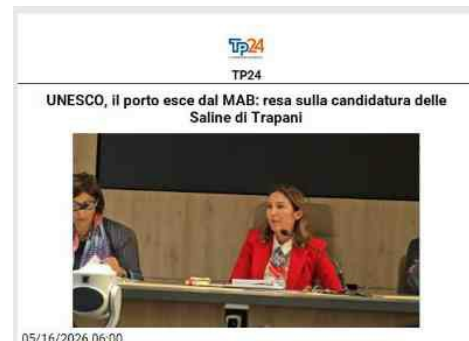 Tp24
TP24
UNESCO, il porto esce dal MAB: resa sulla candidatura delle
Saline di Trapani
05/16/2026 06:00